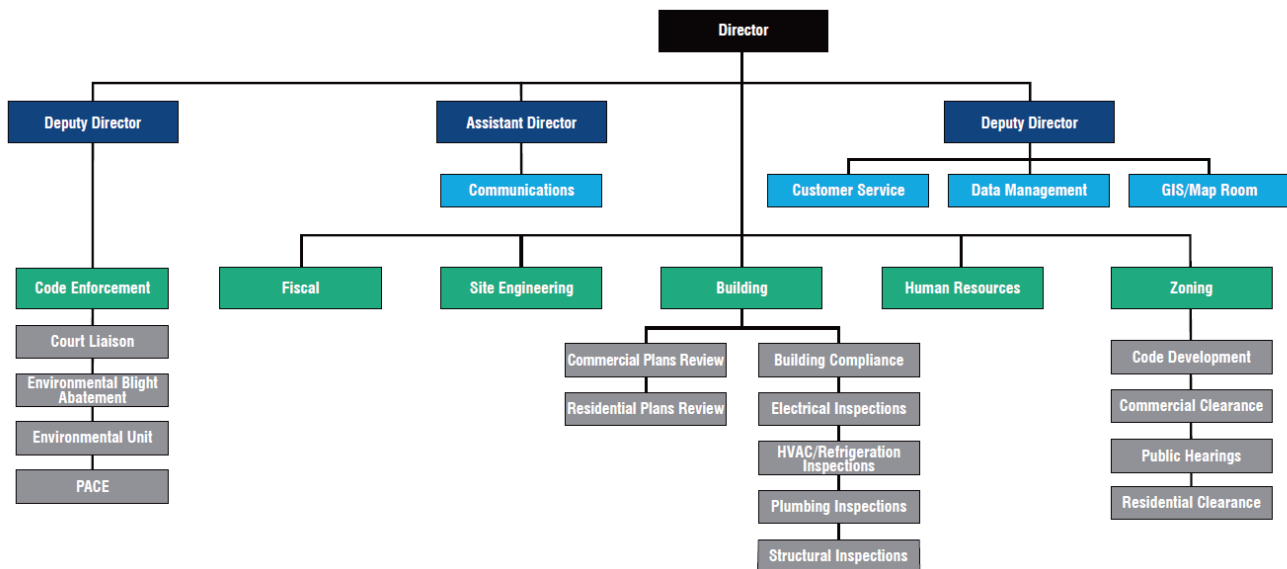 Director
Deputy Director
Assistant Director
Deputy Director
Communications
Customer Service
Data Management
GIS/Map Room
Code Enforcement
Fiscal
Site Engineering
Building
Human Resources
Zoning
Court Liaison
Environmental Blight
Abatement
Environmental Unit
PACE
Commercial Plans Review
Residential Plans Review
Building Compliance
Electrical Inspections
HVAC/Refrigeration
Inspections
Plumbing Inspections
Structural Inspections
Code Development
Commercial Clearance
Public Hearings
Residential Clearance